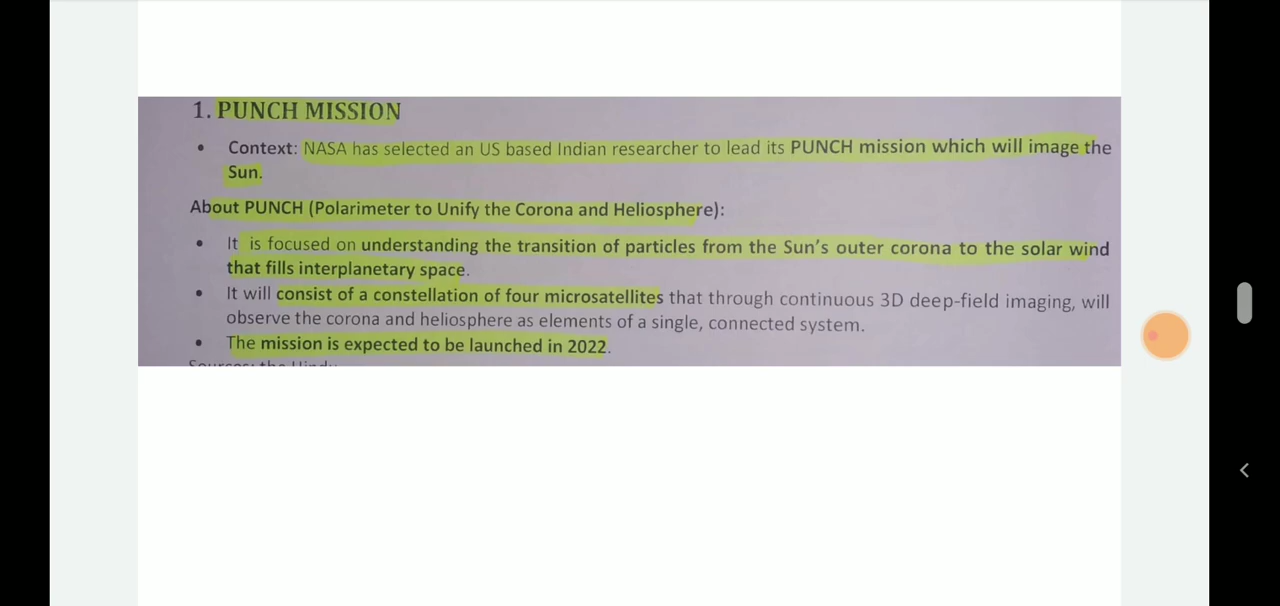 1. PUNCH MISSION
• Context: NASA has selected an US based Indian researcher to lead its PUNCH mission which will image the
Sun.
About PUNCH (Polarimeter to Unify the Corona and Heliosphere):
• It is focused on understanding the transition of particles from the Sun's outer corona to the solar wind
that fills interplanetary space.
• It will consist of a constellation of four microsatellites that through continuous 3D deep-field imaging, will
observe the corona and heliosphere as elements of a single, connected system.
• The mission is expected to be launched in 2022.